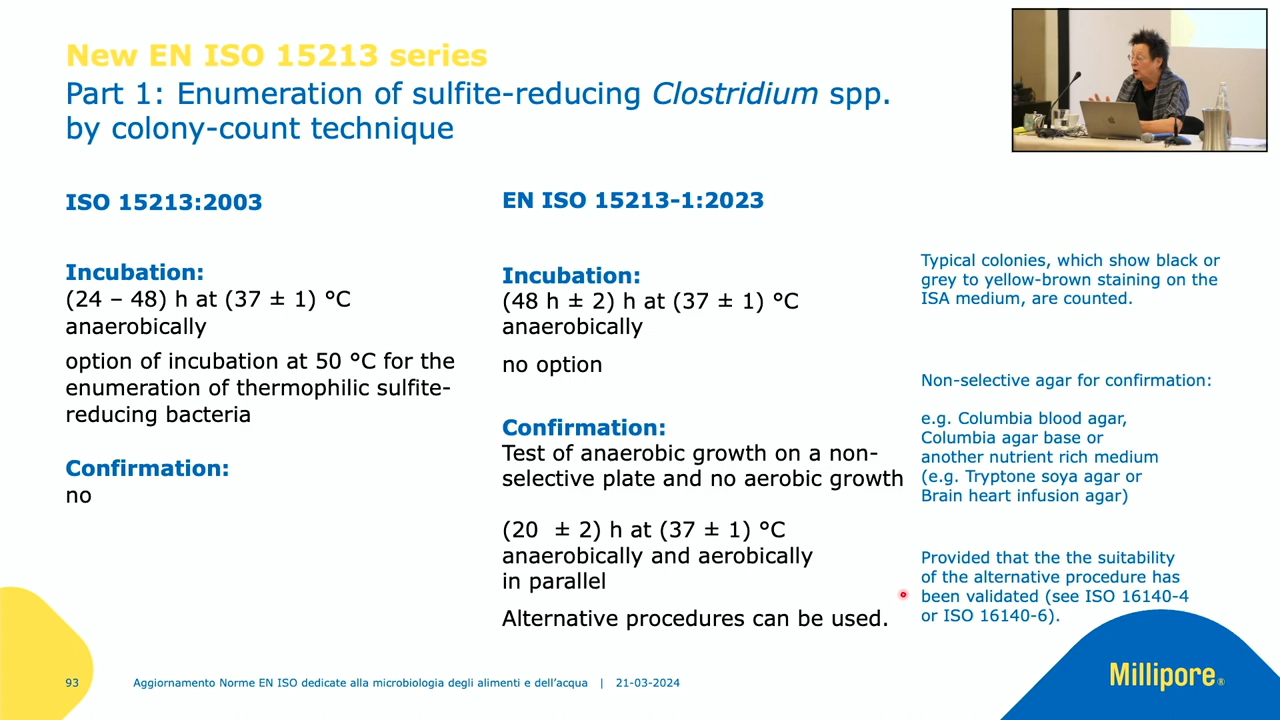 New EN ISO 15213 series
Part 1: Enumeration of sulfite-reducing Clostridium spp.
by colony-count technique
ISO 15213:2003
Incubation:
(24 – 48) h at (37 ± 1) °C
anaerobically
option of incubation at 50 °C for the
enumeration of thermophilic sulfite-
reducing bacteria
Confirmation:
no
EN ISO 15213-1:2023
Incubation:
(48 h ± 2) h at (37 ± 1) °C
anaerobically
no option
Confirmation:
Test of anaerobic growth on a non-
selective plate and no aerobic growth
(20 ± 2) h at (37 ± 1) °C
anaerobically and aerobically
in parallel
Alternative procedures can be used.
Typical colonies, which show black or
grey to yellow-brown staining on the
ISA medium, are counted.
Non-selective agar for confirmation:
e.g. Columbia blood agar,
Columbia agar base or
another nutrient rich medium
(e.g. Tryptone soya agar or
Brain heart infusion agar)
Provided that the the suitability
of the alternative procedure has
been validated (see ISO 16140-4
or ISO 16140-6).
93 Aggiornamento Norme EN ISO dedicate alla microbiologia degli alimenti e dell’acqua | 21-03-2024
Millipore®